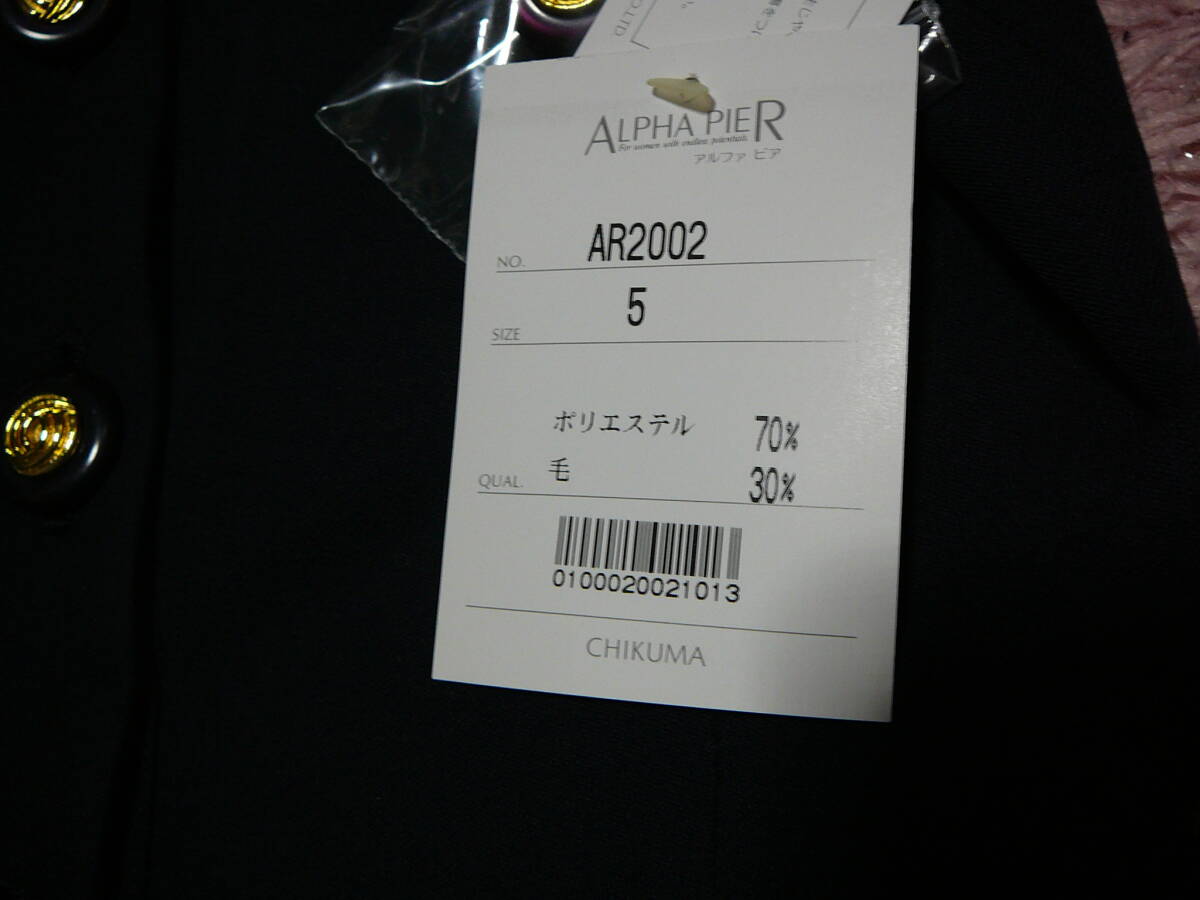 O.,LTD
ALPHA PIER
For women with endless potentials.
アルファ ピア
NO. AR2002
SIZE 5
ポリエステル 70%
QUAL. 毛 30%
0100020021013
CHIKUMA